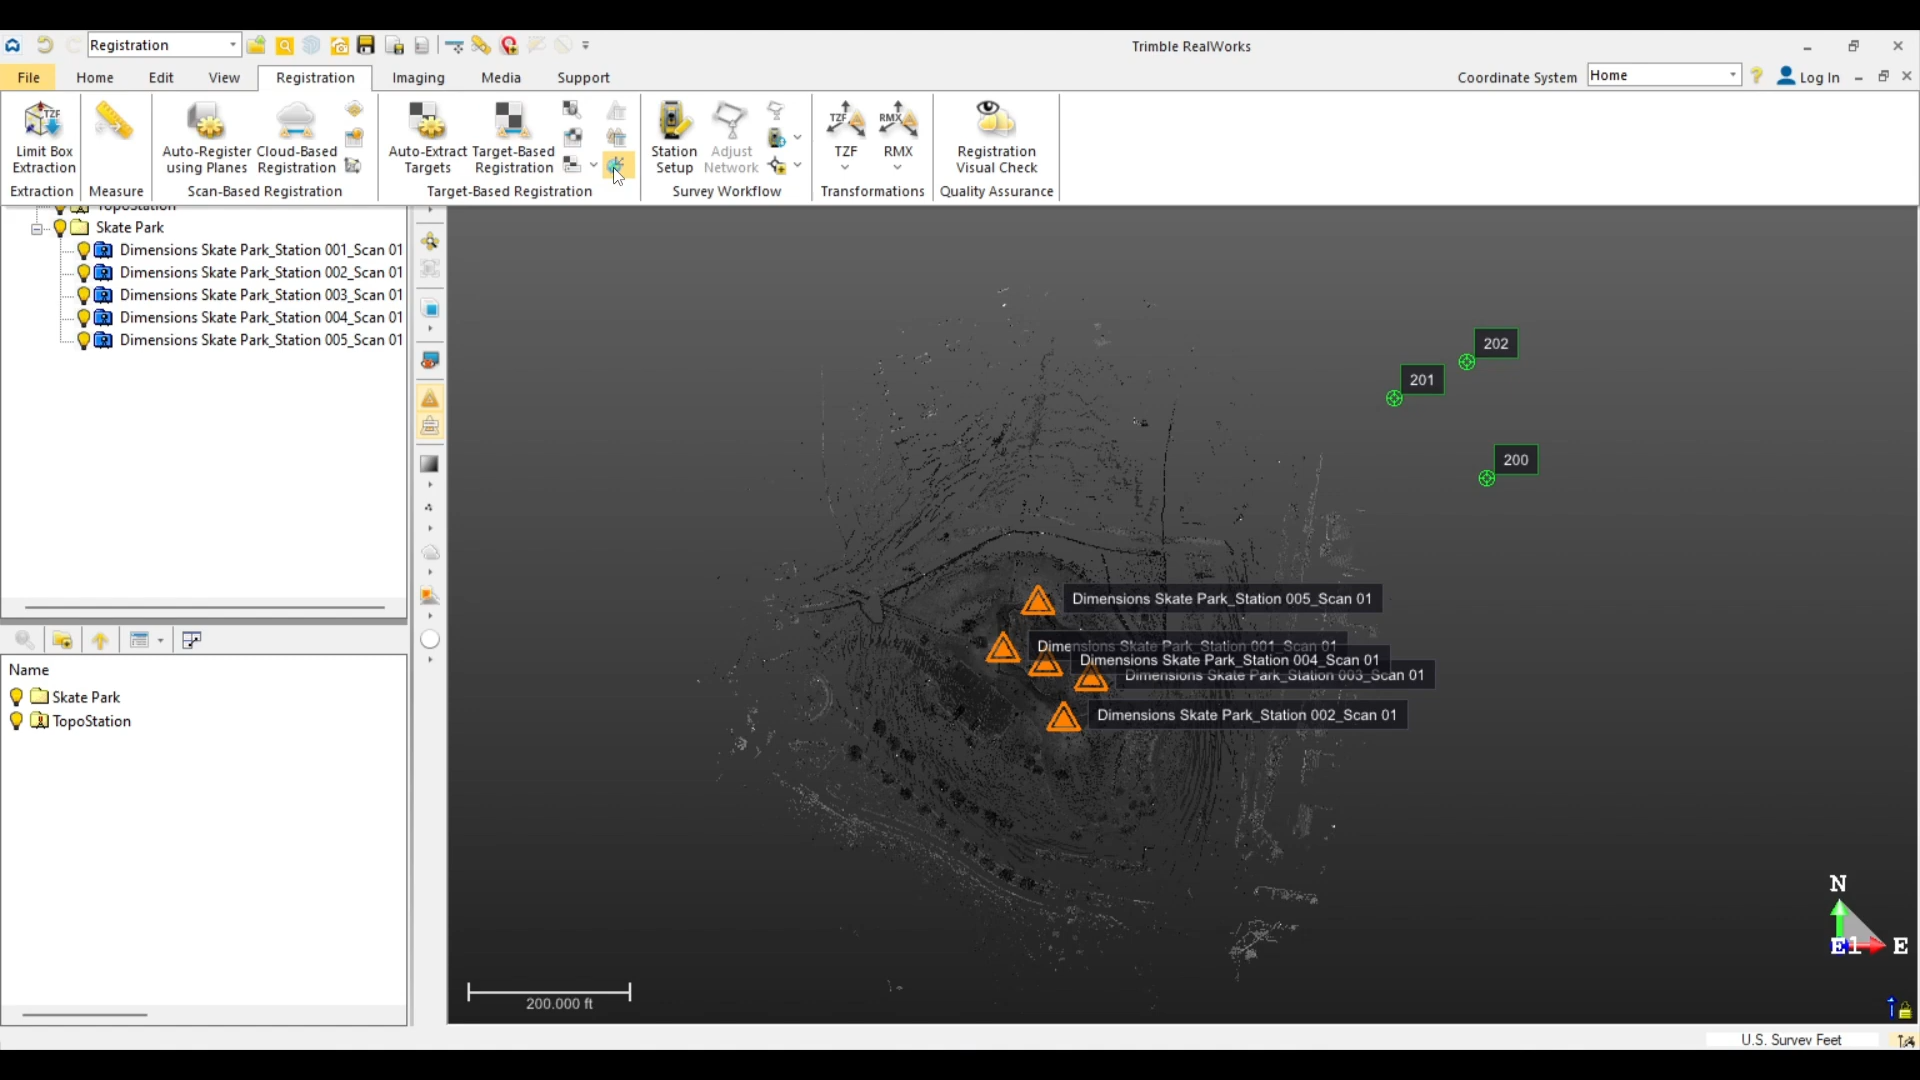 Registration
Trimble RealWorks
File
Home
Edit
View
Registration
Imaging
Media
Support
Coordinate System
Home
Log In
TZF
Limit Box
Extraction
Auto-Register
using Planes
Cloud-Based
Registration
Auto-Extract
Targets
Target-Based
Registration
Station
Setup
Adjust
Network
TZF
TZF
RMX
RMX
Registration
Visual Check
Extraction
Measure
Scan-Based Registration
Target-Based Registration
Survey Workflow
Transformations
Quality Assurance
TopoStation
Skate Park
Dimensions Skate Park_Station 001_Scan 01
Dimensions Skate Park_Station 002_Scan 01
Dimensions Skate Park_Station 003_Scan 01
Dimensions Skate Park_Station 004_Scan 01
Dimensions Skate Park_Station 005_Scan 01
Name
Skate Park
TopoStation
202
201
200
Dimensions Skate Park_Station 005_Scan 01
Dimensions Skate Park_Station 001_Scan 01
Dimensions Skate Park_Station 004_Scan 01
Dimensions Skate Park_Station 003_Scan 01
Dimensions Skate Park_Station 002_Scan 01
N
El
E
200.000 ft
U.S. Survey Feet